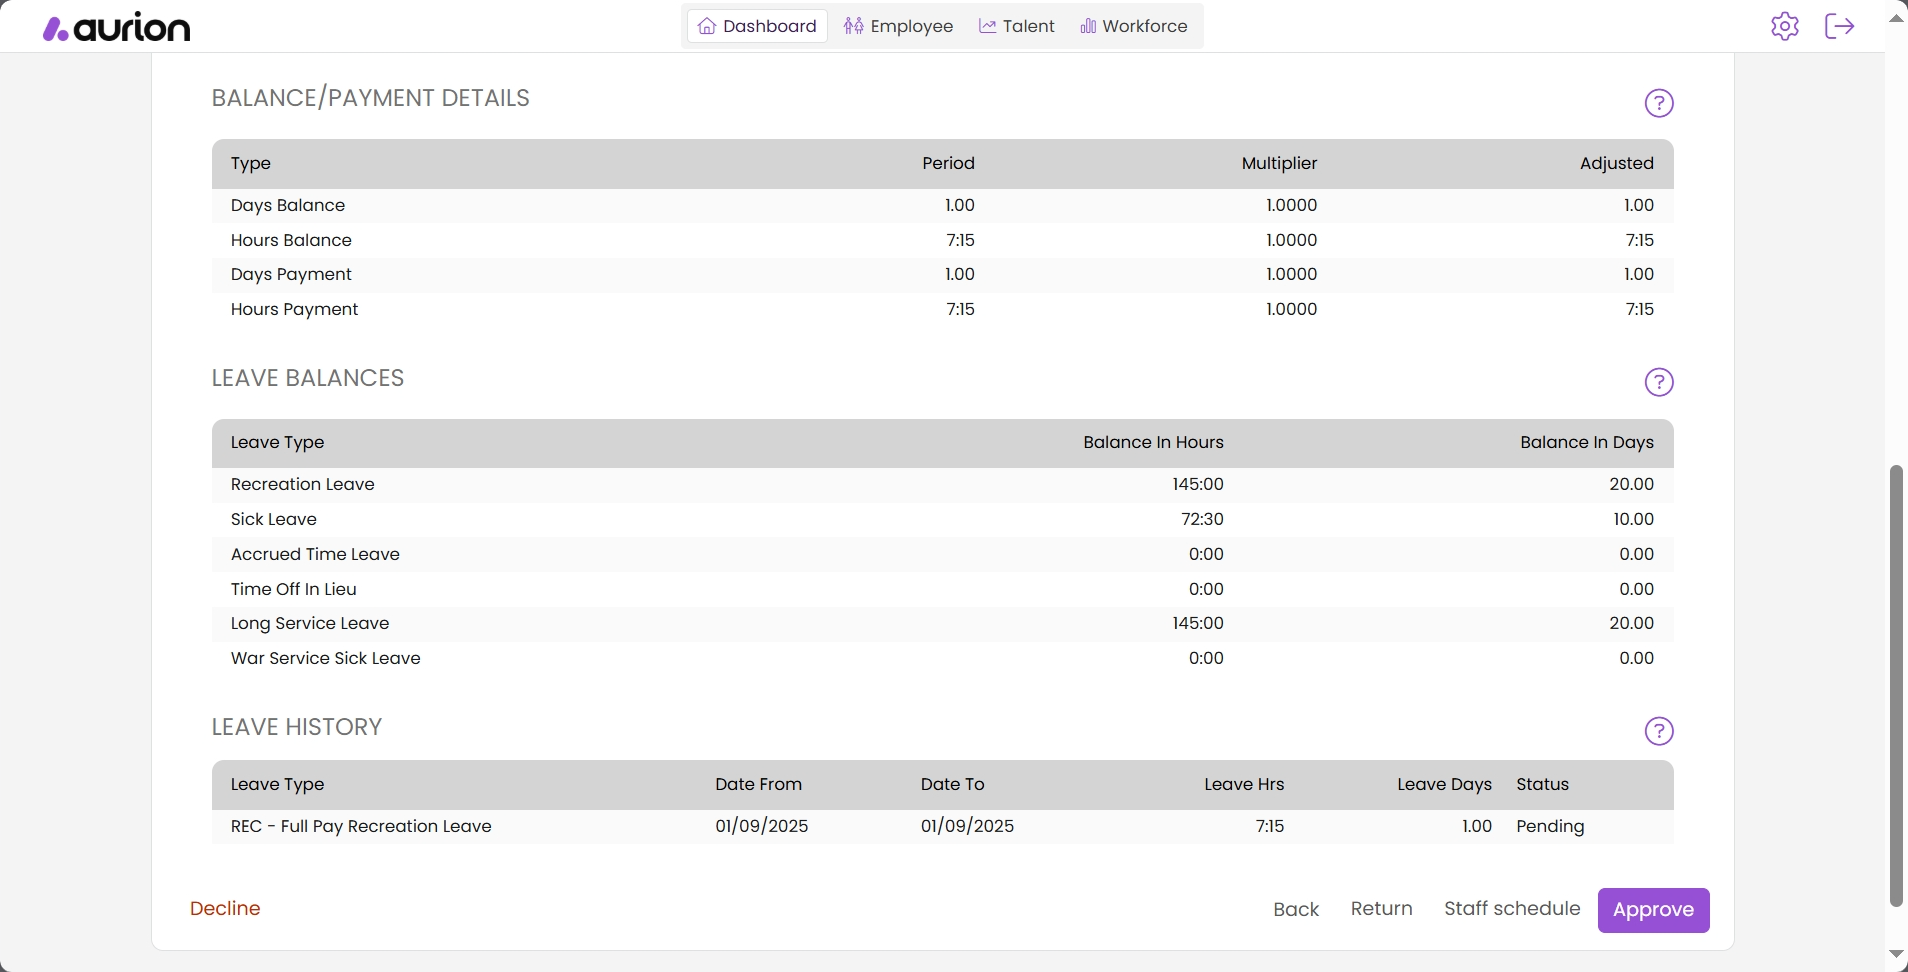 aurion
Dashboard Employee Talent Workforce
BALANCE/PAYMENT DETAILS
?
Type Period Multiplier Adjusted
Days Balance 1.00 1.0000 1.00
Hours Balance 7:15 1.0000 7:15
Days Payment 1.00 1.0000 1.00
Hours Payment 7:15 1.0000 7:15
LEAVE BALANCES
?
Leave Type Balance In Hours Balance In Days
Recreation Leave 145:00 20.00
Sick Leave 72:30 10.00
Accrued Time Leave 0:00 0.00
Time Off In Lieu 0:00 0.00
Long Service Leave 145:00 20.00
War Service Sick Leave 0:00 0.00
LEAVE HISTORY
?
Leave Type Date From Date To Leave Hrs Leave Days Status
REC - Full Pay Recreation Leave 01/09/2025 01/09/2025 7:15 1.00 Pending
Decline Back Return Staff schedule Approve